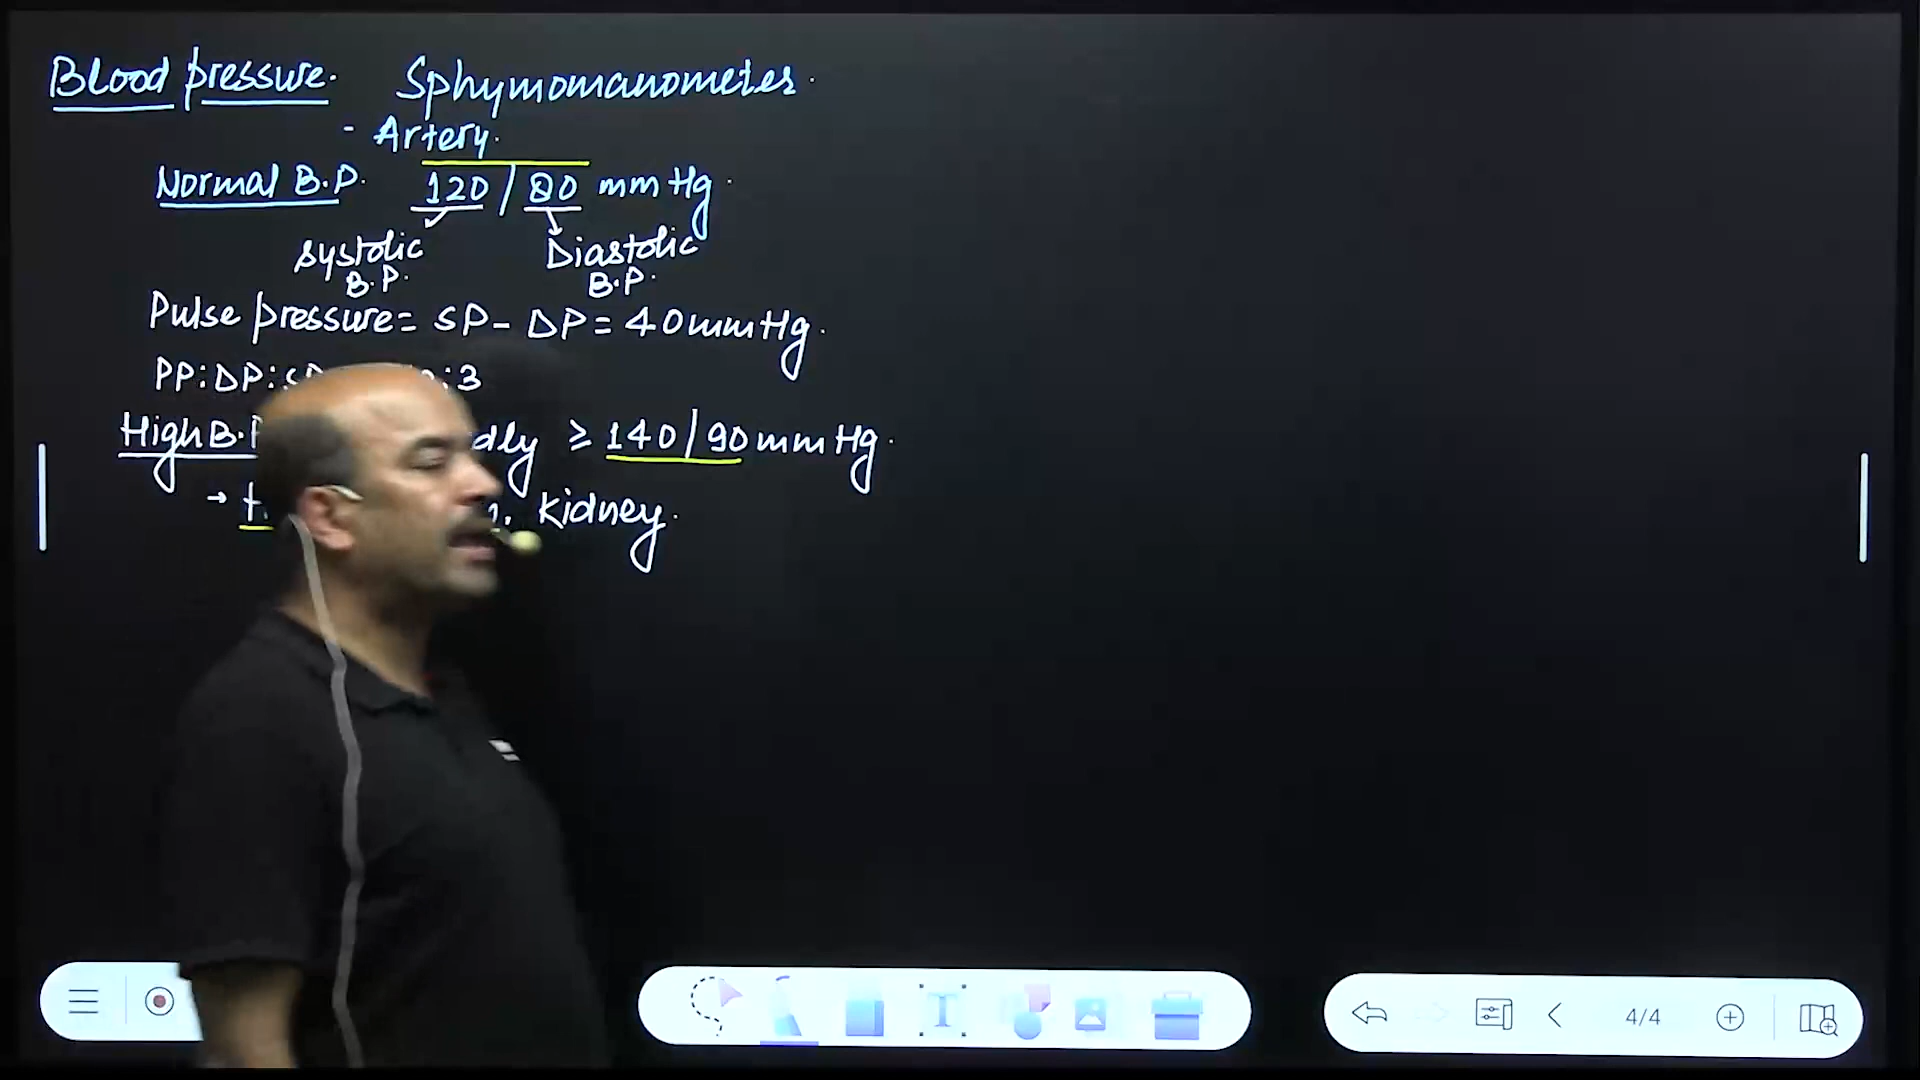 Blood pressure. Sphymomanometer.
- Artery.
Normal B.P. 120 / 80 mm Hg.
Systolic B.P. Diastolic B.P.
Pulse pressure = SP - DP = 40 mm Hg.
PP : DP : :3
High B. ≥ 140 / 90 mm Hg.
→ Kidney.
4/4